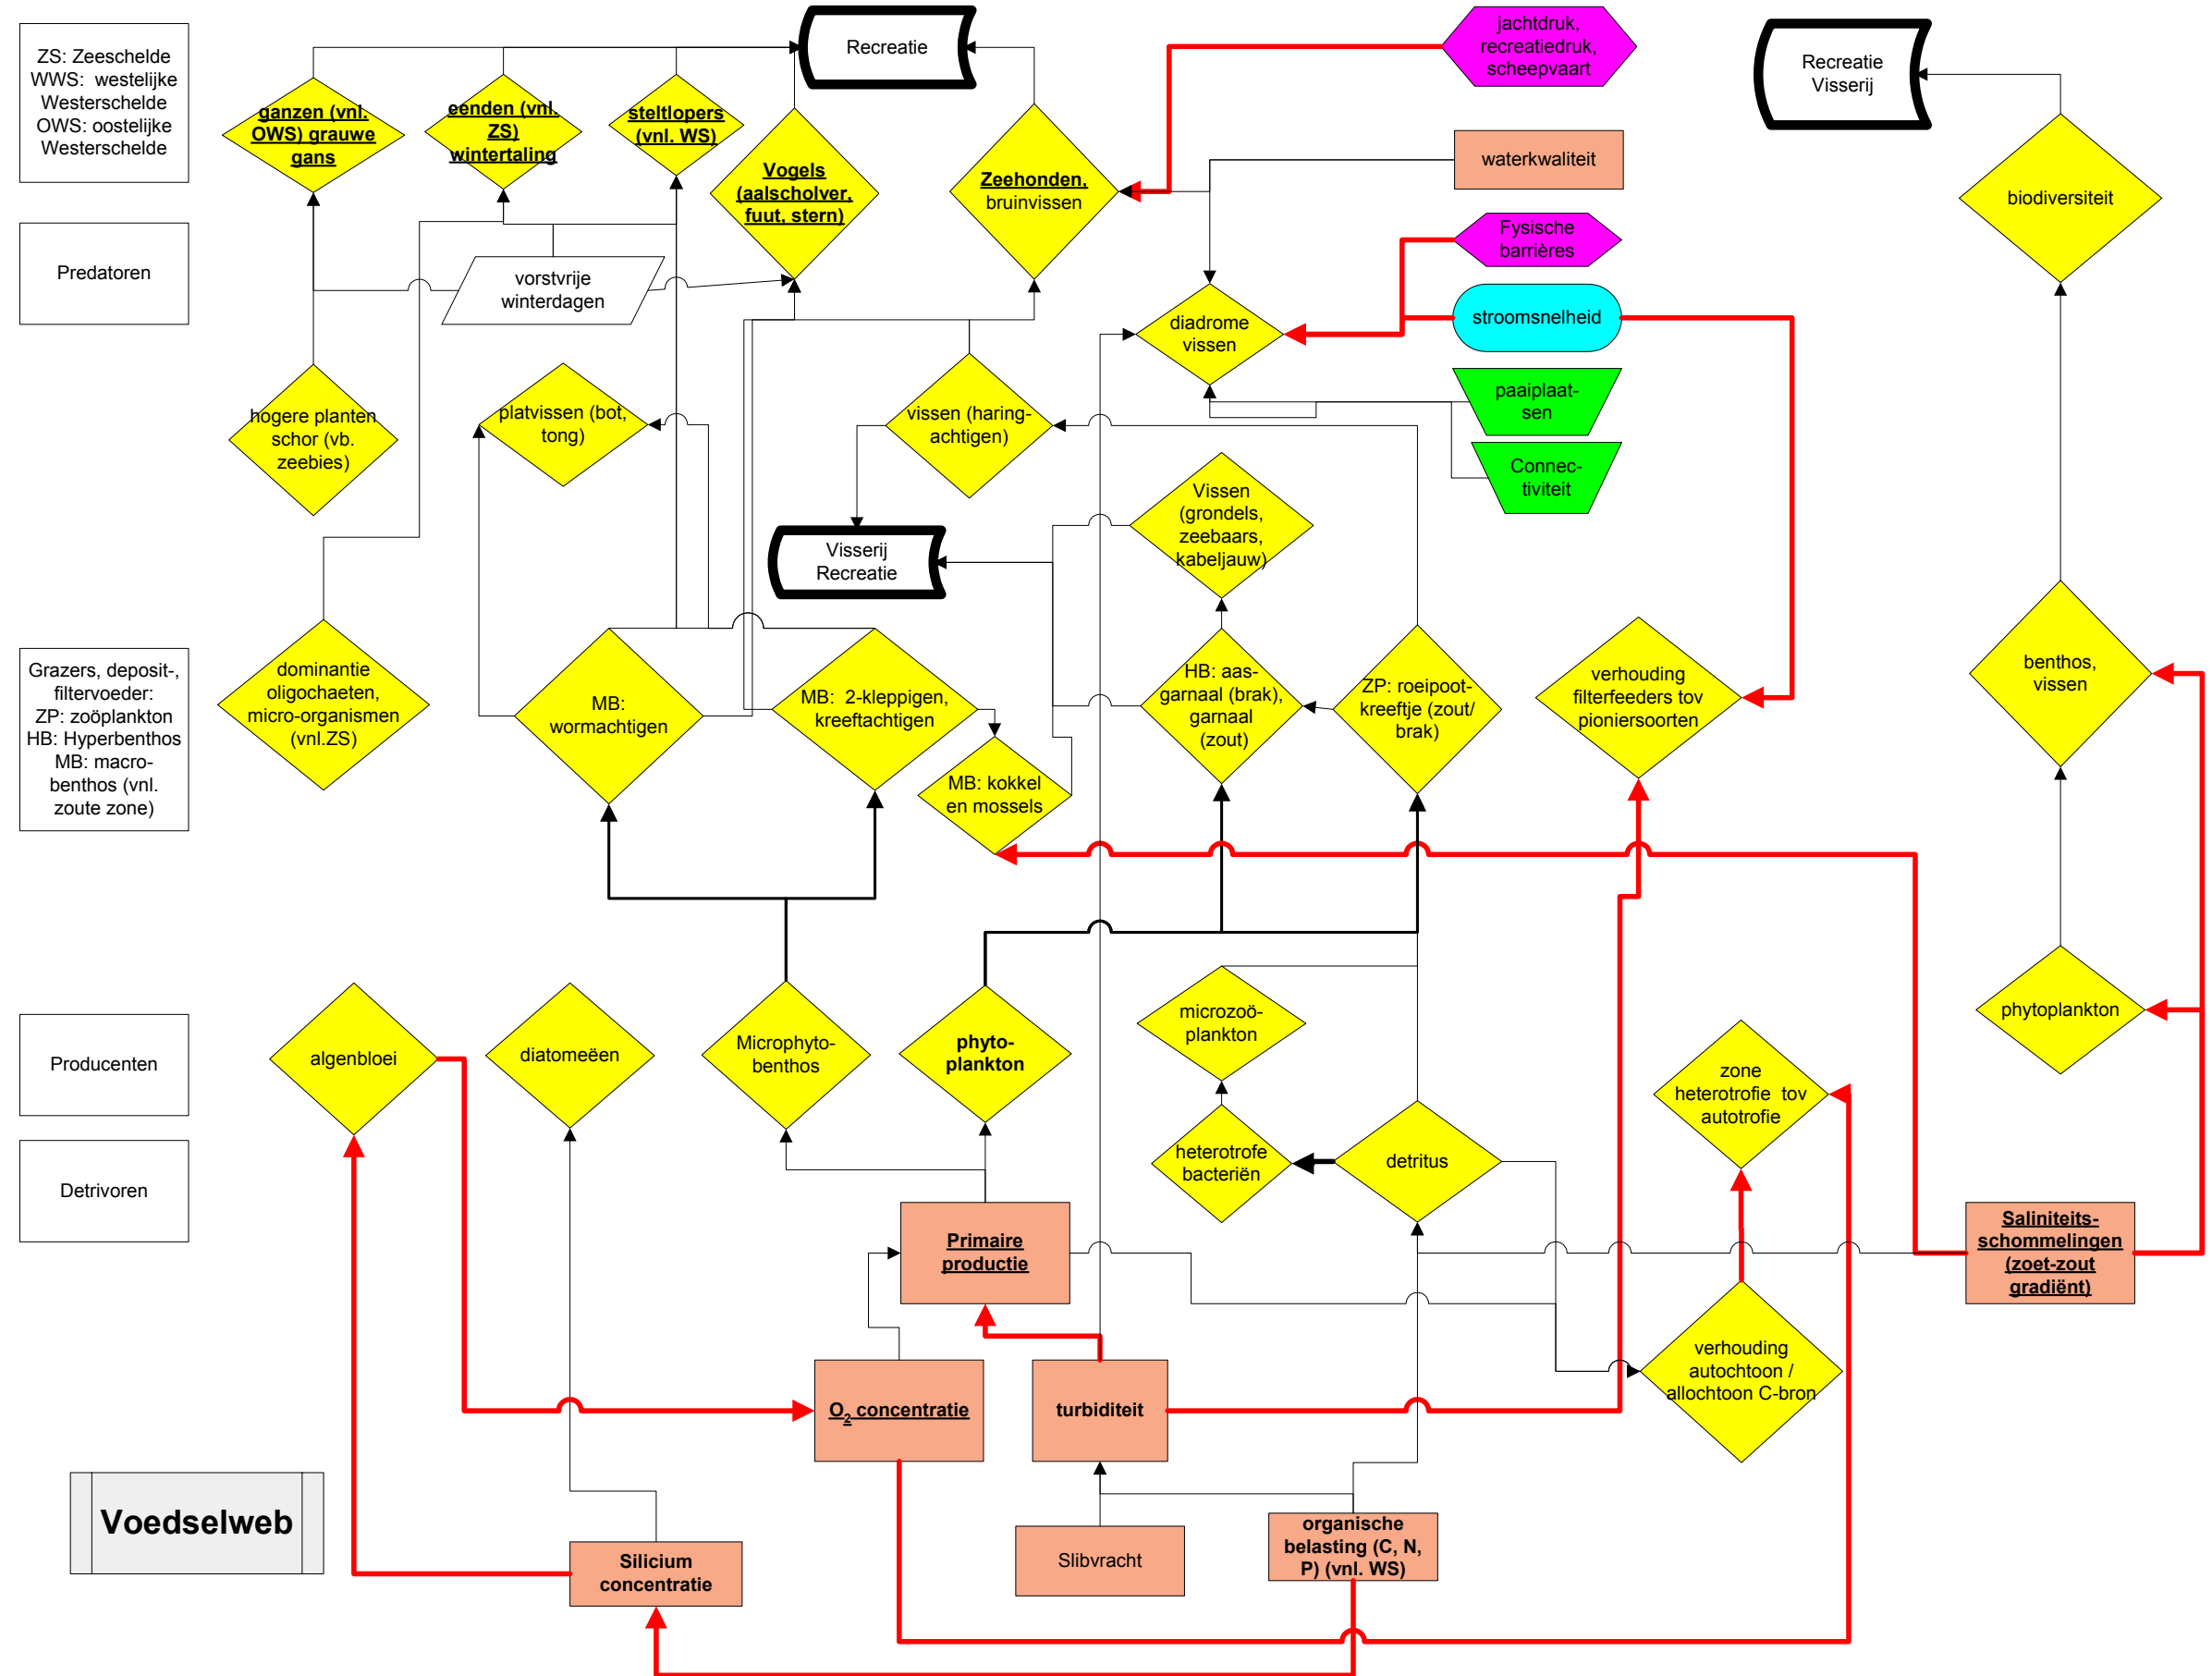 ZS: Zeeschelde
WWS: westelijke
Westerschelde
OWS: oostelijke
Westerschelde
ganzen (vnl.
OWS) grauwe
gans
eenden (vnl.
ZS)
wintertaling
steltlopers
(vnl. WS)
Vogels
(aalscholver,
fuut, stern)
Recreatie
Zeehonden,
bruinvissen
jachtdruk,
recreatiedruk,
scheepvaart
waterkwaliteit
Recreatie
Visserij
biodiversiteit
Predatoren
vorstvrije
winterdagen
Fysische
barrières
stroomsnelheid
diadrome
vissen
paaiplaat-
sen
Connec-
tiviteit
hogere planten
schor (vb.
zeebies)
platvissen (bot,
tong)
vissen (haring-
achtigen)
Vissen
(grondels,
zeebaars,
kabeljauw)
Visserij
Recreatie
Grazers, deposit-,
filtervoeder:
ZP: zoöplankton
HB: Hyperbenthos
MB: macro-
benthos (vnl.
zoute zone)
dominantie
oligochaeten,
micro-organismen
(vnl.ZS)
MB:
wormachtigen
MB: 2-kleppigen,
kreeftachtigen
MB: kokkel
en mossels
HB: aas-
garnaal (brak),
garnaal
(zout)
ZP: roeipoot-
kreeftje (zout/
brak)
verhouding
filterfeeders tov
pioniersoorten
benthos,
vissen
Producenten
algenbloei
diatomeëen
Microphyto-
benthos
phyto-
plankton
microzoö-
plankton
phytoplankton
zone
heterotrofie tov
autotrofie
Detrivoren
heterotrofe
bacteriën
detritus
Primaire
productie
Saliniteits-
schommelingen
(zoet-zout
gradiënt)
verhouding
autochtoon /
allochtoon C-bron
O2 concentratie
turbiditeit
Voedselweb
Silicium
concentratie
Slibvracht
organische
belasting (C, N,
P) (vnl. WS)